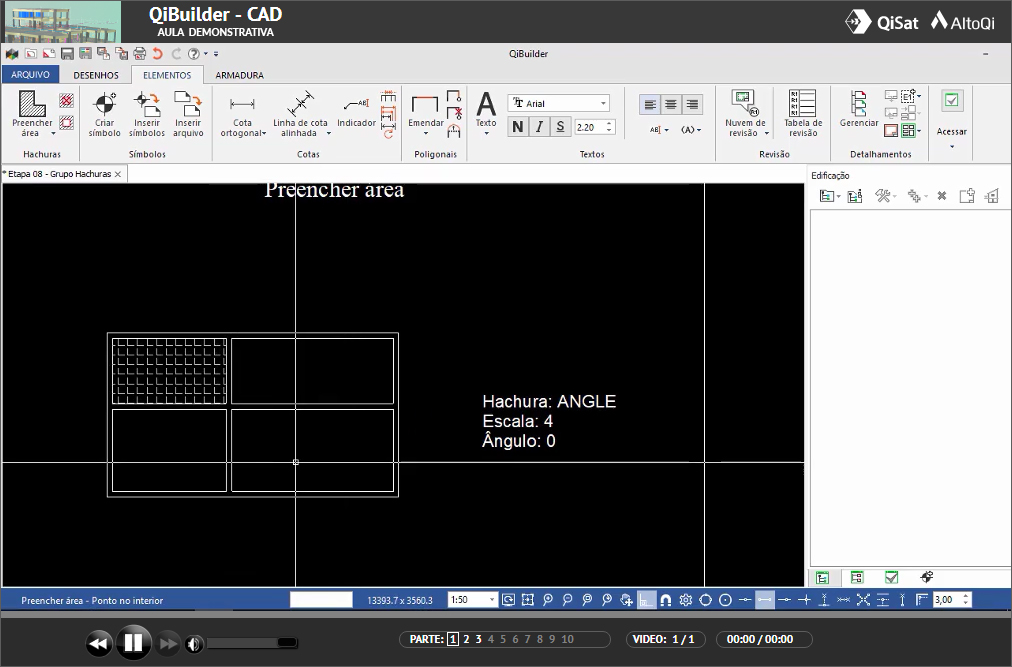 QiBuilder - CAD
AULA DEMONSTRATIVA
QiSat
AltoQi
QiBuilder
ARQUIVO
DESENHOS
ELEMENTOS
ARMADURA
Preencher área
Criar símbolo
Inserir símbolos
Inserir arquivo
Cota ortogonal
Linha de cota alinhada
Indicador
Emendar
Texto
Arial
N I S 2.20
Nuvem de revisão
Tabela de revisão
Gerenciar
Acessar
Hachuras
Símbolos
Cotas
Poligonais
Textos
Revisão
Detalhamentos
* Etapa 08 - Grupo Hachuras
Edificação
Preencher área
Hachura: ANGLE
Escala: 4
Ângulo: 0
Preencher área - Ponto no interior
13393.7 x 3560.3
1:50
3,00
PARTE: 1 2 3 4 5 6 7 8 9 10
VIDEO: 1 / 1
00:00 / 00:00